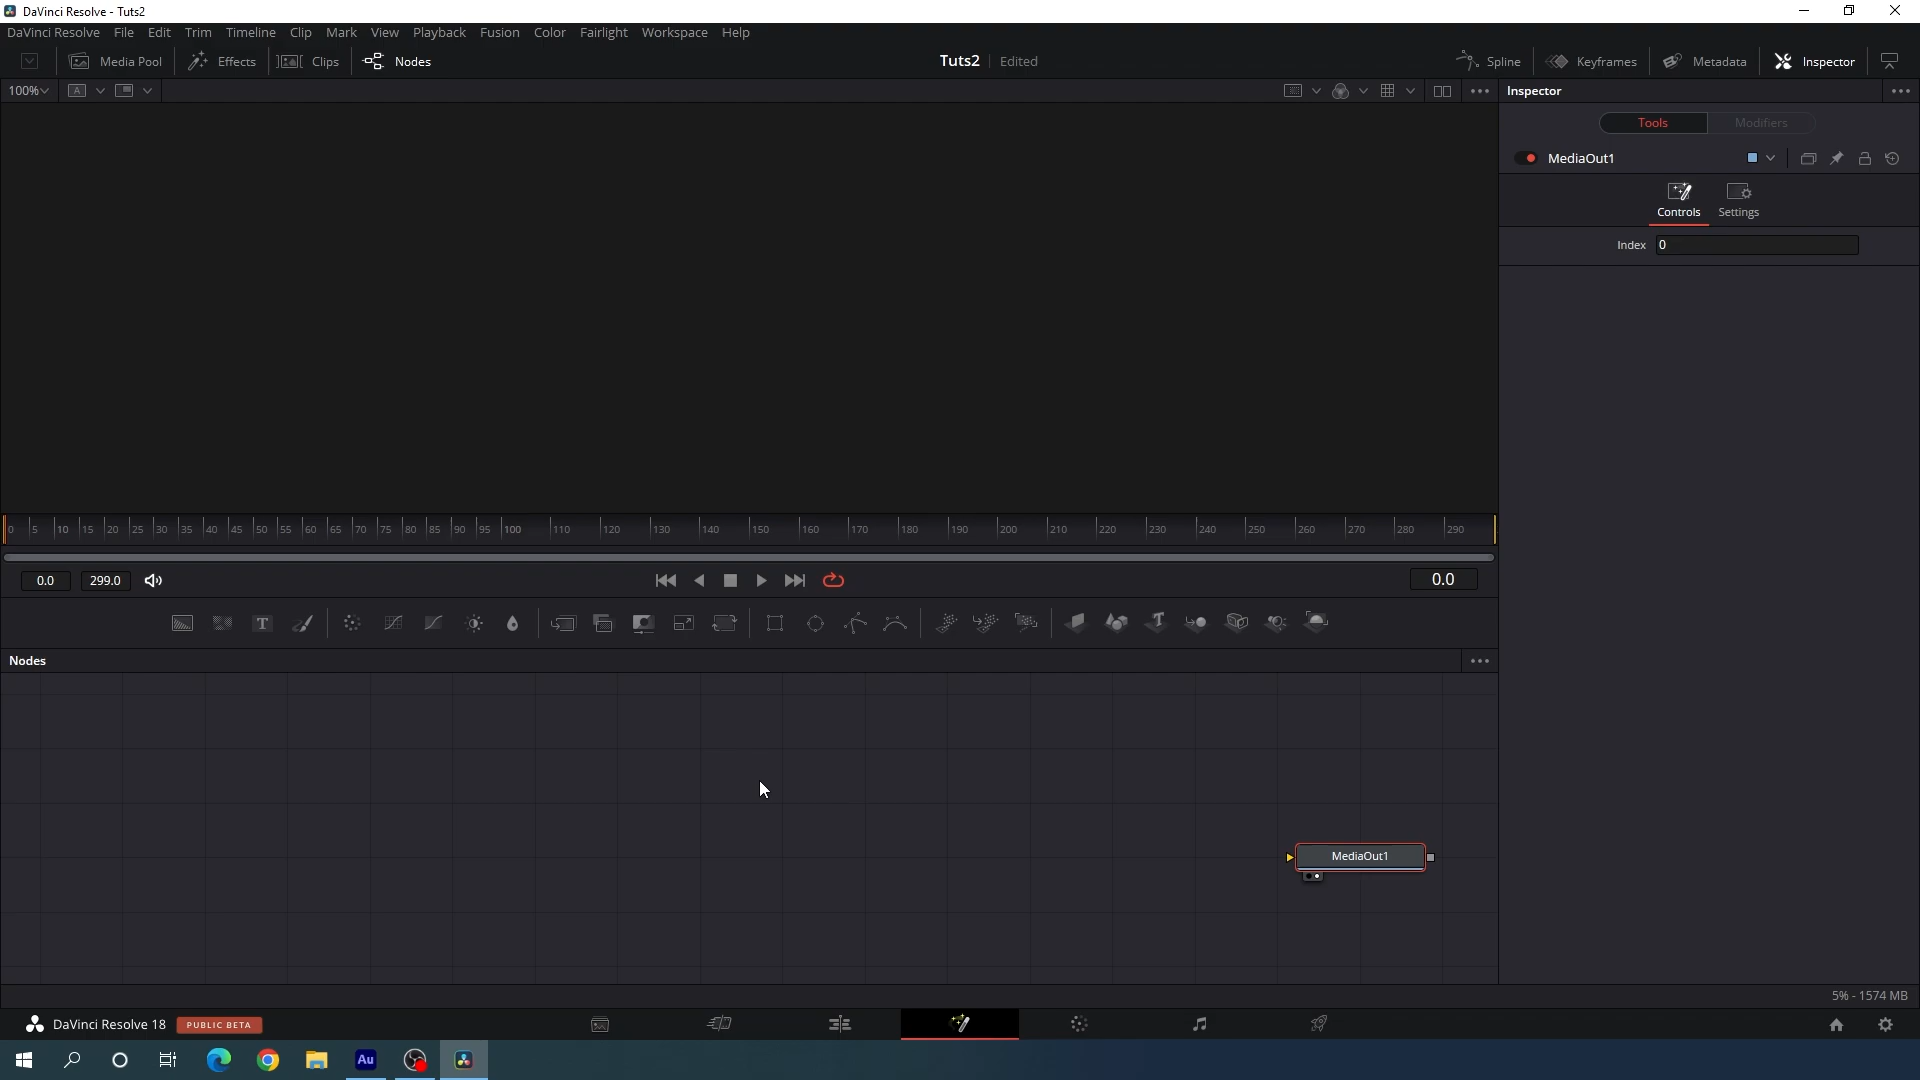 DaVinci Resolve - Tuts2
DaVinci Resolve File Edit Trim Timeline Clip Mark View Playback Fusion Color Fairlight Workspace Help
Media Pool Effects Clips Nodes Tuts2 Edited Spline Keyframes Metadata Inspector
100% A Inspector
Tools Modifiers
MediaOut1
Controls Settings
Index 0
0 5 10 15 20 25 30 35 40 45 50 55 60 65 70 75 80 85 90 95 100 110 120 130 140 150 160 170 180 190 200 210 220 230 240 250 260 270 280 290
0.0 299.0 0.0
T T
Nodes
MediaOut1
5% - 1574 MB
DaVinci Resolve 18 PUBLIC BETA
Au